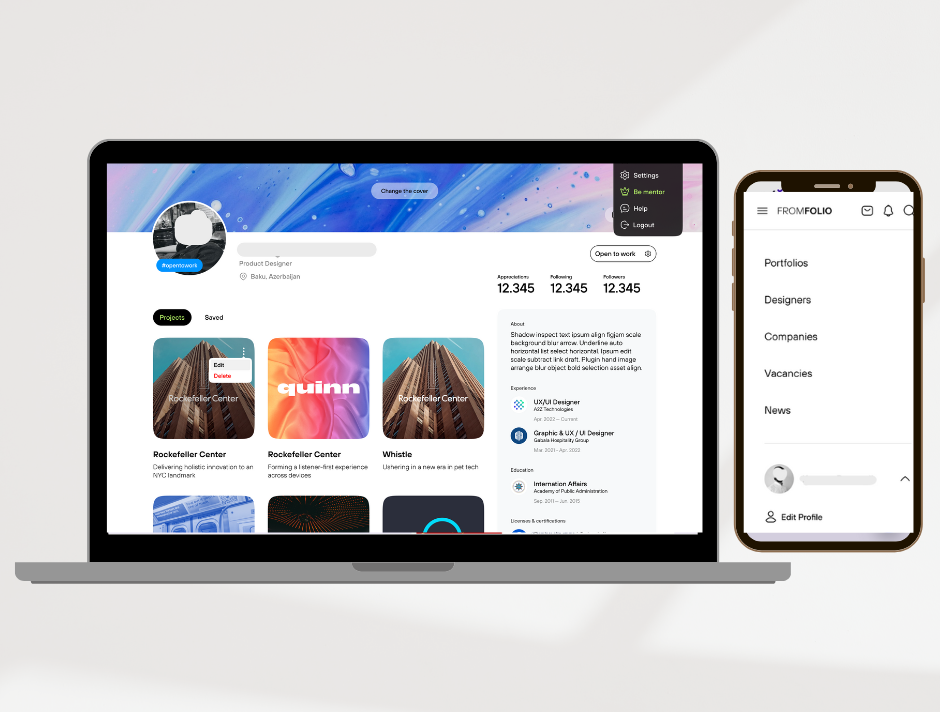 Change the cover
Settings
Be mentor
Help
Logout
#opentowork
Product Designer
Baku, Azerbaijan
Open to work
Appreciations
Following
Followers
12.345
12.345
12.345
Projects
Saved
Edit
Delete
Rockefeller Center
quinn
Rockefeller Center
Rockefeller Center
Delivering holistic innovation to an
NYC landmark
Rockefeller Center
Forming a listener-first experience
across devices
Whistle
Ushering in a new era in pet tech
About
Shadow inspect text ipsum align figjam scale
background blur arrow. Underline auto
horizontal list select horizontal. Ipsum edit
scale subtract link draft. Plugin hand image
arrange blur object bold selection asset align.
Experience
UX/UI Designer
A2Z Technologies
Apr. 2022 – Current
Graphic & UX / UI Designer
Gabala Hospitality Group
Mar. 2021 – Apr. 2022
Education
Internation Affairs
Academy of Public Administration
Sep. 2011 – Jun. 2015
Licenses & certifications
FROMFOLIO
Portfolios
Designers
Companies
Vacancies
News
Edit Profile